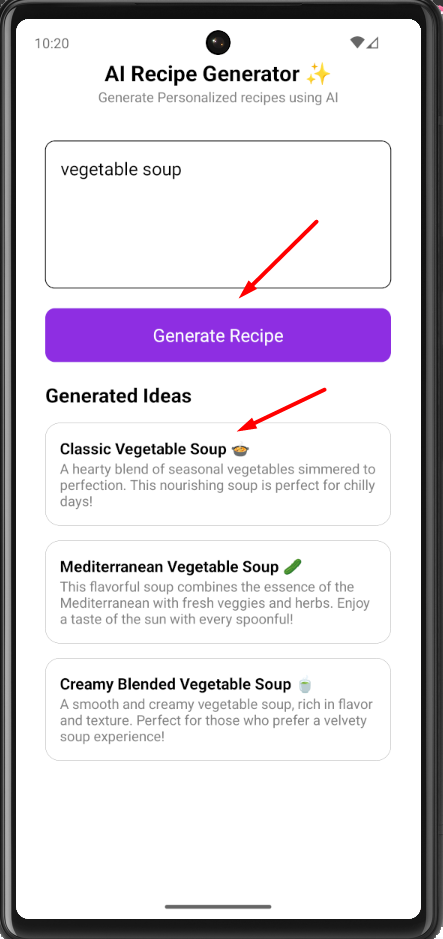 10:20
AI Recipe Generator ✨
Generate Personalized recipes using AI
vegetable soup
Generate Recipe
Generated Ideas
Classic Vegetable Soup 🍲
A hearty blend of seasonal vegetables simmered to
perfection. This nourishing soup is perfect for chilly
days!
Mediterranean Vegetable Soup 🥒
This flavorful soup combines the essence of the
Mediterranean with fresh veggies and herbs. Enjoy
a taste of the sun with every spoonful!
Creamy Blended Vegetable Soup 🍵
A smooth and creamy vegetable soup, rich in flavor
and texture. Perfect for those who prefer a velvety
soup experience!